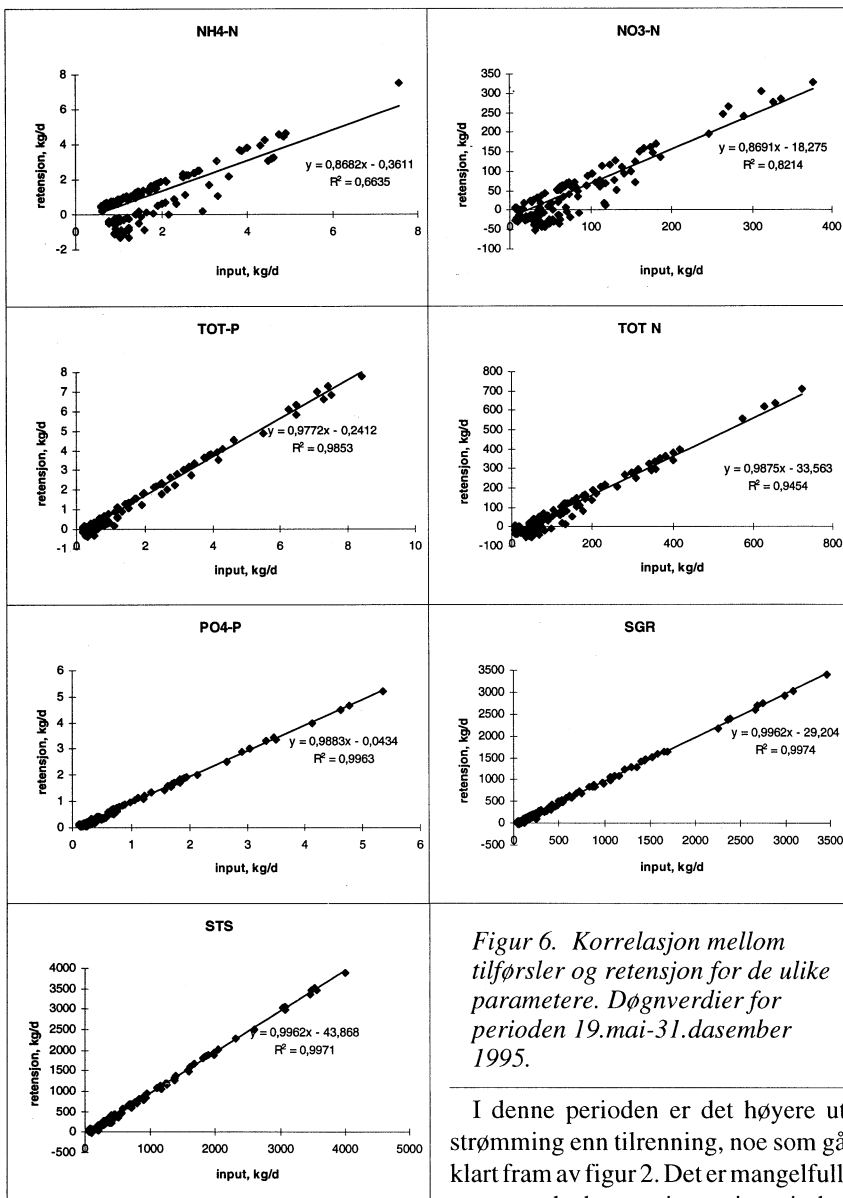 NH4-N
8
6
4
2
0
-2
0
2
4
6
8
retensjon, kg/d
input, kg/d
y = 0,8682x - 0,3611
R² = 0,6635
NO3-N
350
300
250
200
150
100
50
0
-50
-100
0
100
200
300
400
retensjon, kg/d
input, kg/d
y = 0,8691x - 18,275
R² = 0,8214
TOT-P
8
7
6
5
4
3
2
1
0
-1
0
2
4
6
8
10
retensjon, kg/d
input, kg/d
y = 0,9772x - 0,2412
R² = 0,9853
TOT N
800
700
600
500
400
300
200
100
0
-100
0
200
400
600
800
retensjon, kg/d
input, kg/d
y = 0,9875x - 33,563
R² = 0,9454
PO4-P
6
5
4
3
2
1
0
0
1
2
3
4
5
6
retensjon, kg/d
input, kg/d
y = 0,9883x - 0,0434
R² = 0,9963
SGR
3500
3000
2500
2000
1500
1000
500
0
-500
0
500
1000
1500
2000
2500
3000
3500
retensjon, kg/d
input, kg/d
y = 0,9962x - 29,204
R² = 0,9974
STS
4000
3500
3000
2500
2000
1500
1000
500
0
-500
0
1000
2000
3000
4000
5000
retensjon, kg/d
input, kg/d
y = 0,9962x - 43,868
R² = 0,9971
Figur 6. Korrelasjon mellom
tilførsler og retensjon for de ulike
parametere. Døgnverdier for
perioden 19.mai-31.dasember
1995.
I denne perioden er det høyere ut
strømming enn tilrenning, noe som gå
klart fram av figur 2. Det er mangelfull